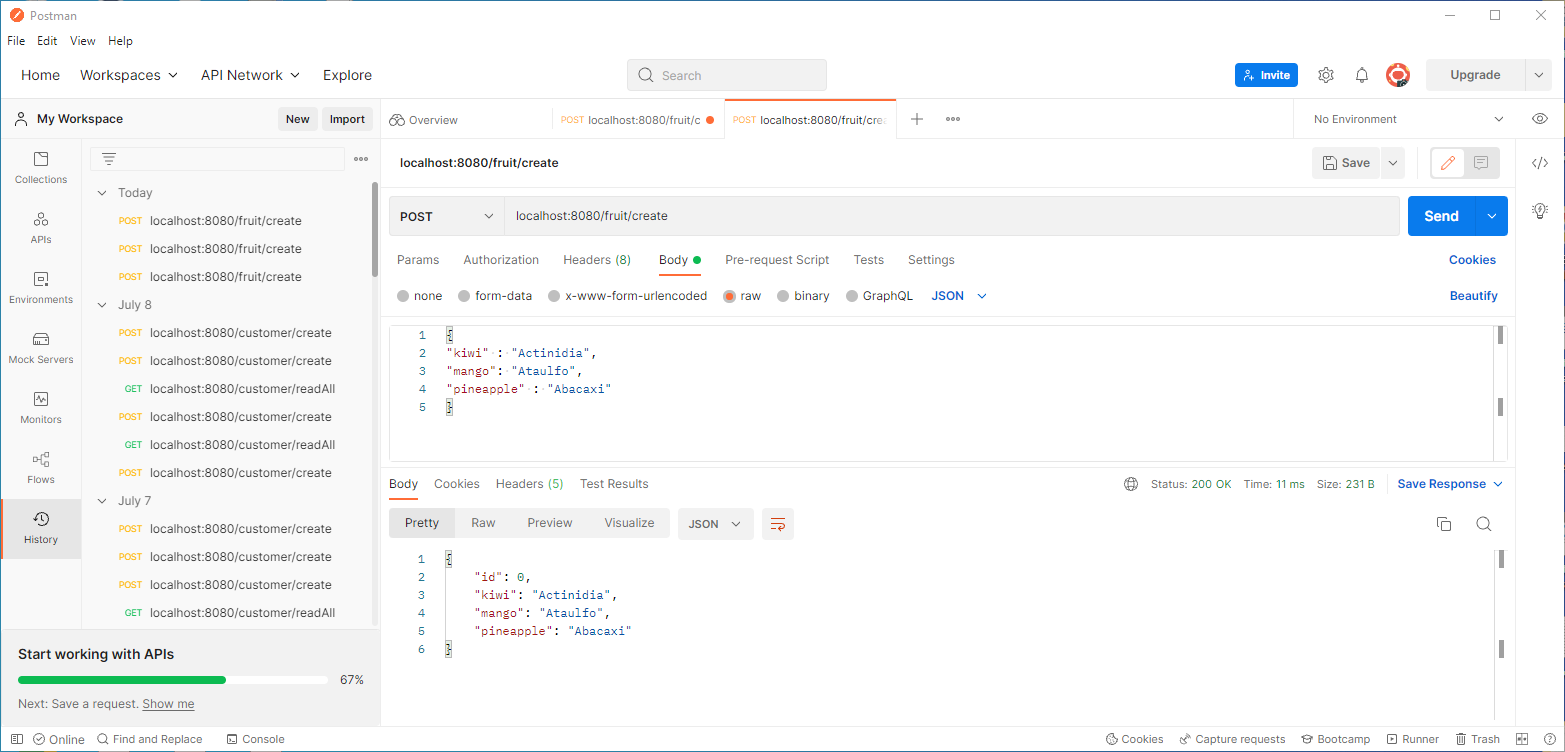 Postman
File Edit View Help
Home Workspaces API Network Explore
Search
Invite
Upgrade
My Workspace
New Import
Overview
POST localhost:8080/fruit/c
POST localhost:8080/fruit/crea
No Environment
Collections
APIs
Environments
Mock Servers
Monitors
Flows
History
Today
POST localhost:8080/fruit/create
POST localhost:8080/fruit/create
POST localhost:8080/fruit/create
July 8
POST localhost:8080/customer/create
POST localhost:8080/customer/create
GET localhost:8080/customer/readAll
POST localhost:8080/customer/create
GET localhost:8080/customer/readAll
POST localhost:8080/customer/create
July 7
POST localhost:8080/customer/create
POST localhost:8080/customer/create
POST localhost:8080/customer/create
GET localhost:8080/customer/readAll
Start working with APIs
67%
Next: Save a request. Show me
localhost:8080/fruit/create
Save
POST localhost:8080/fruit/create
Send
Params Authorization Headers (8) Body Pre-request Script Tests Settings Cookies
none form-data x-www-form-urlencoded raw binary GraphQL JSON Beautify
1 {
2 "kiwi" : "Actinidia",
3 "mango": "Ataulfo",
4 "pineapple" : "Abacaxi"
5 }
Body Cookies Headers (5) Test Results Status: 200 OK Time: 11 ms Size: 231 B Save Response
Pretty Raw Preview Visualize JSON
1 {
2 "id": 0,
3 "kiwi": "Actinidia",
4 "mango": "Ataulfo",
5 "pineapple": "Abacaxi"
6 }
Online Find and Replace Console Cookies Capture requests Bootcamp Runner Trash